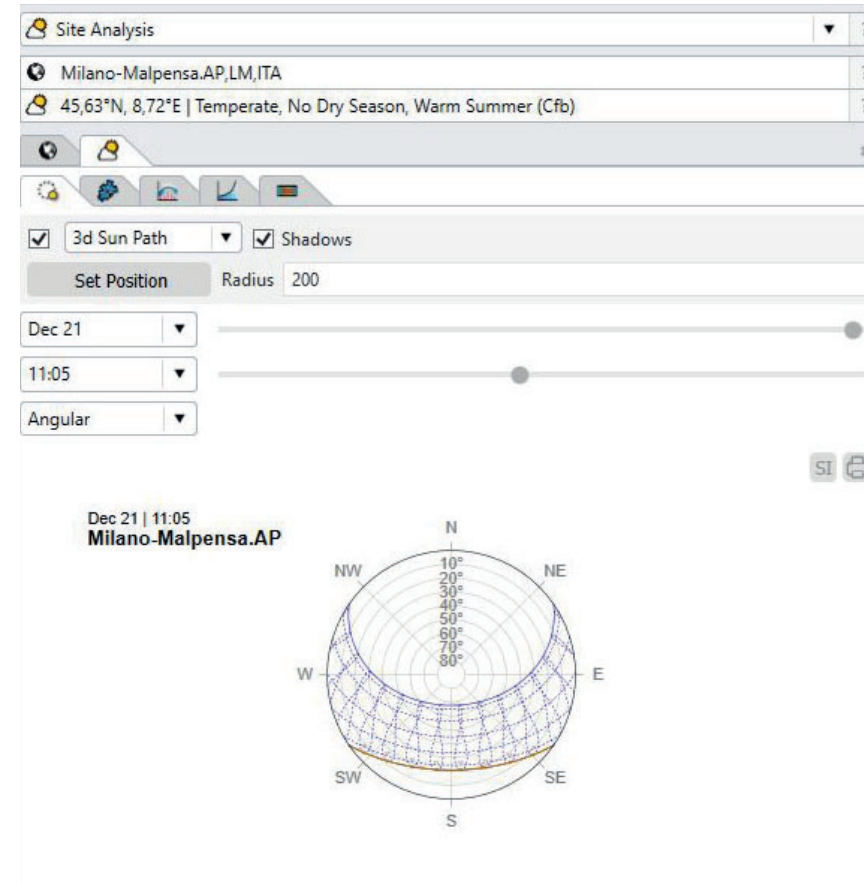 Site Analysis
Milano-Malpensa.AP,LM,ITA
45,63°N, 8,72°E | Temperate, No Dry Season, Warm Summer (Cfb)
3d Sun Path
Shadows
Set Position
Radius 200
Dec 21
11:05
Angular
SI
Dec 21 | 11:05
Milano-Malpensa.AP
N
NW
NE
10°
20°
30°
40°
50°
60°
70°
80°
W
E
SW
SE
S